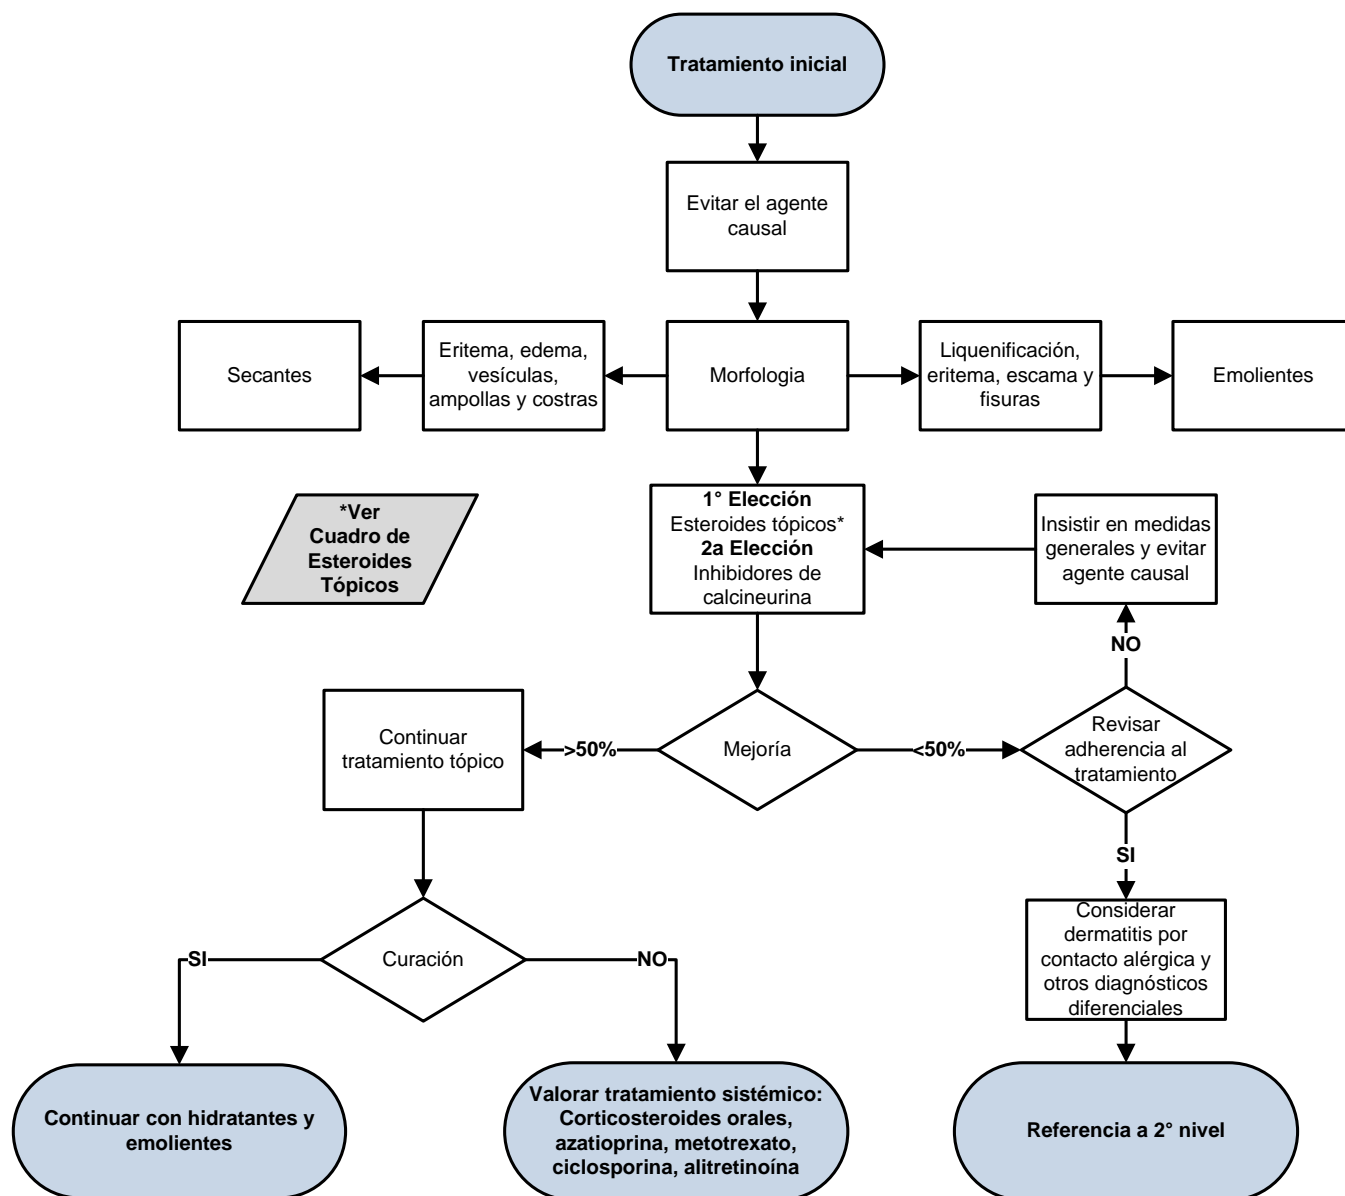 Tratamiento inicial
Evitar el agente
causal
Secantes
Eritema, edema,
vesículas,
ampollas y costras
Morfologia
Liquenificación,
eritema, escama y
fisuras
Emolientes
*Ver
Cuadro de
Esteroides
Tópicos
1° Elección
Esteroides tópicos*
2a Elección
Inhibidores de
calcineurina
Insistir en medidas
generales y evitar
agente causal
NO
Continuar
tratamiento tópico
>50%
Mejoría
<50%
Revisar
adherencia al
tratamiento
SI
Considerar
dermatitis por
contacto alérgica y
otros diagnósticos
diferenciales
SI
Curación
NO
Continuar con hidratantes y
emolientes
Valorar tratamiento sistémico:
Corticosteroides orales,
azatioprina, metotrexato,
ciclosporina, alitretinoína
Referencia a 2° nivel